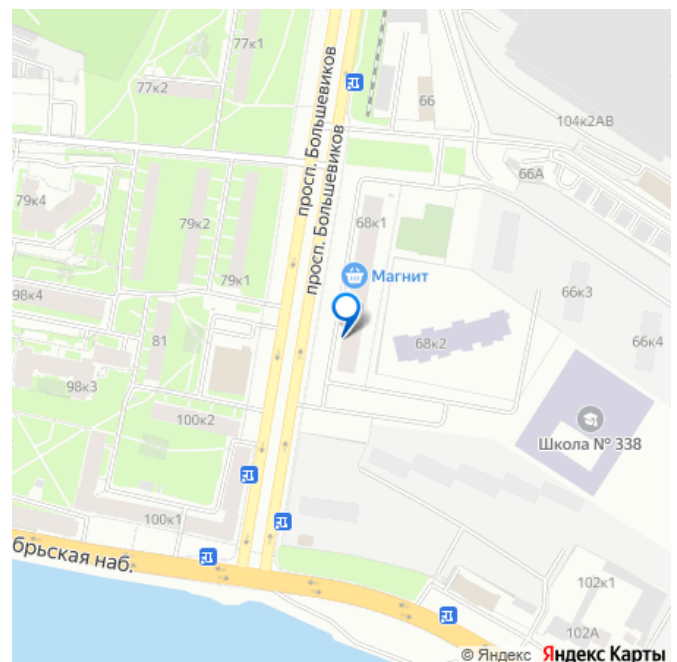 77к1
77к2
66
104к2АВ
просп. Большевиков
просп. Большевиков
66А
79к4
79к2
68к1
79к1
Магнит
98к4
66к3
81
68к2
66к4
98к3
100к2
Школа № 338
100к1
брьская наб.
102к1
102А
© Яндекс Яндекс Карты